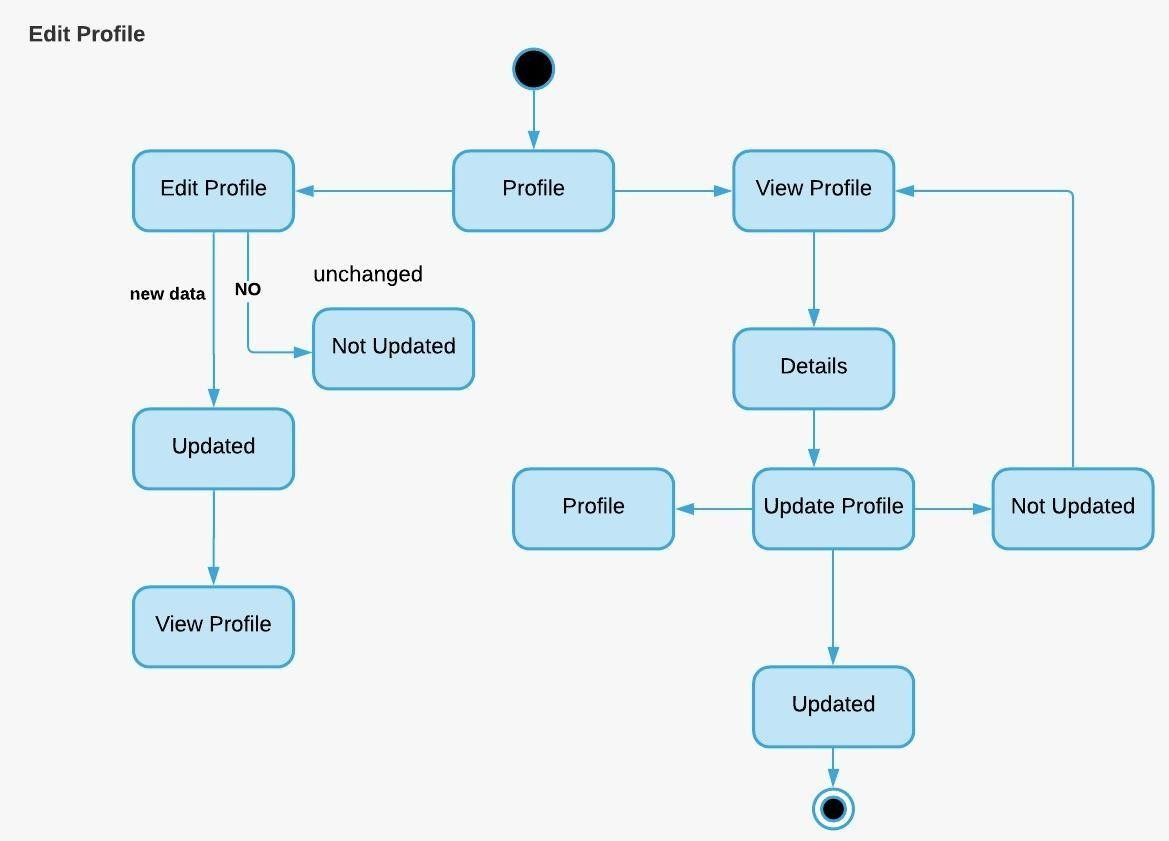 Edit Profile
Edit Profile
Profile
View Profile
unchanged
new data
NO
Not Updated
Details
Updated
Profile
Update Profile
Not Updated
View Profile
Updated